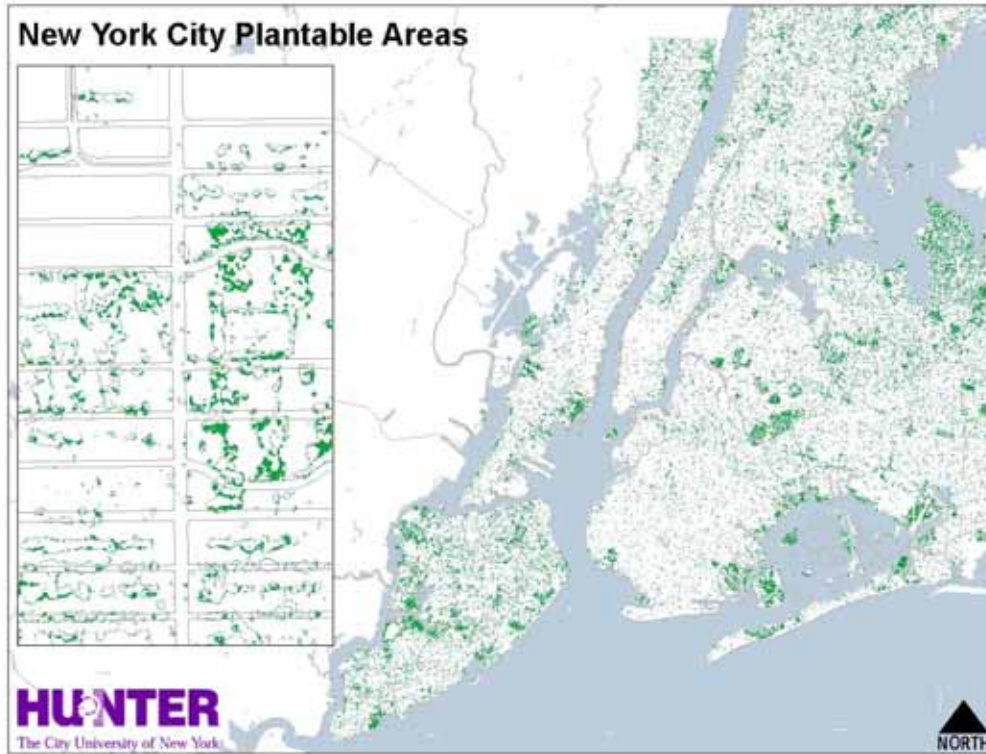 New York City Plantable Areas
HUNTER
The City University of New York
NORTH